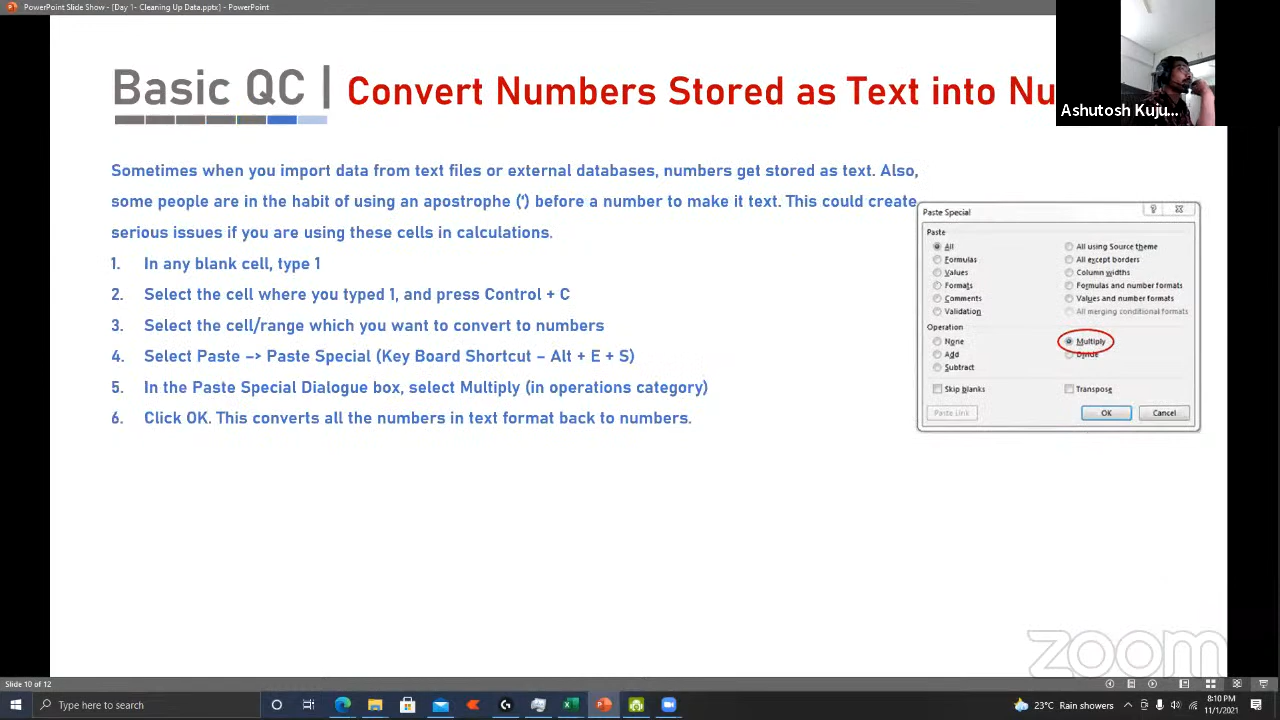 PowerPoint Slide Show - [Day 1- Cleaning Up Data.pptx] - PowerPoint
Basic QC | Convert Numbers Stored as Text into Nu
Ashutosh Kuju...
Sometimes when you import data from text files or external databases, numbers get stored as text. Also,
some people are in the habit of using an apostrophe (') before a number to make it text. This could create
serious issues if you are using these cells in calculations.
1. In any blank cell, type 1
2. Select the cell where you typed 1, and press Control + C
3. Select the cell/range which you want to convert to numbers
4. Select Paste –> Paste Special (Key Board Shortcut – Alt + E + S)
5. In the Paste Special Dialogue box, select Multiply (in operations category)
6. Click OK. This converts all the numbers in text format back to numbers.
Paste Special
Paste
All
All using Source theme
Formulas
All except borders
Values
Column widths
Formats
Formulas and number formats
Comments
Values and number formats
Validation
All merging conditional formats
Operation
None
Multiply
Add
Divide
Subtract
Skip blanks
Transpose
Paste Link
OK
Cancel
zoom
Slide 10 of 12
Type here to search
23°C Rain showers
8:10 PM
11/1/2021